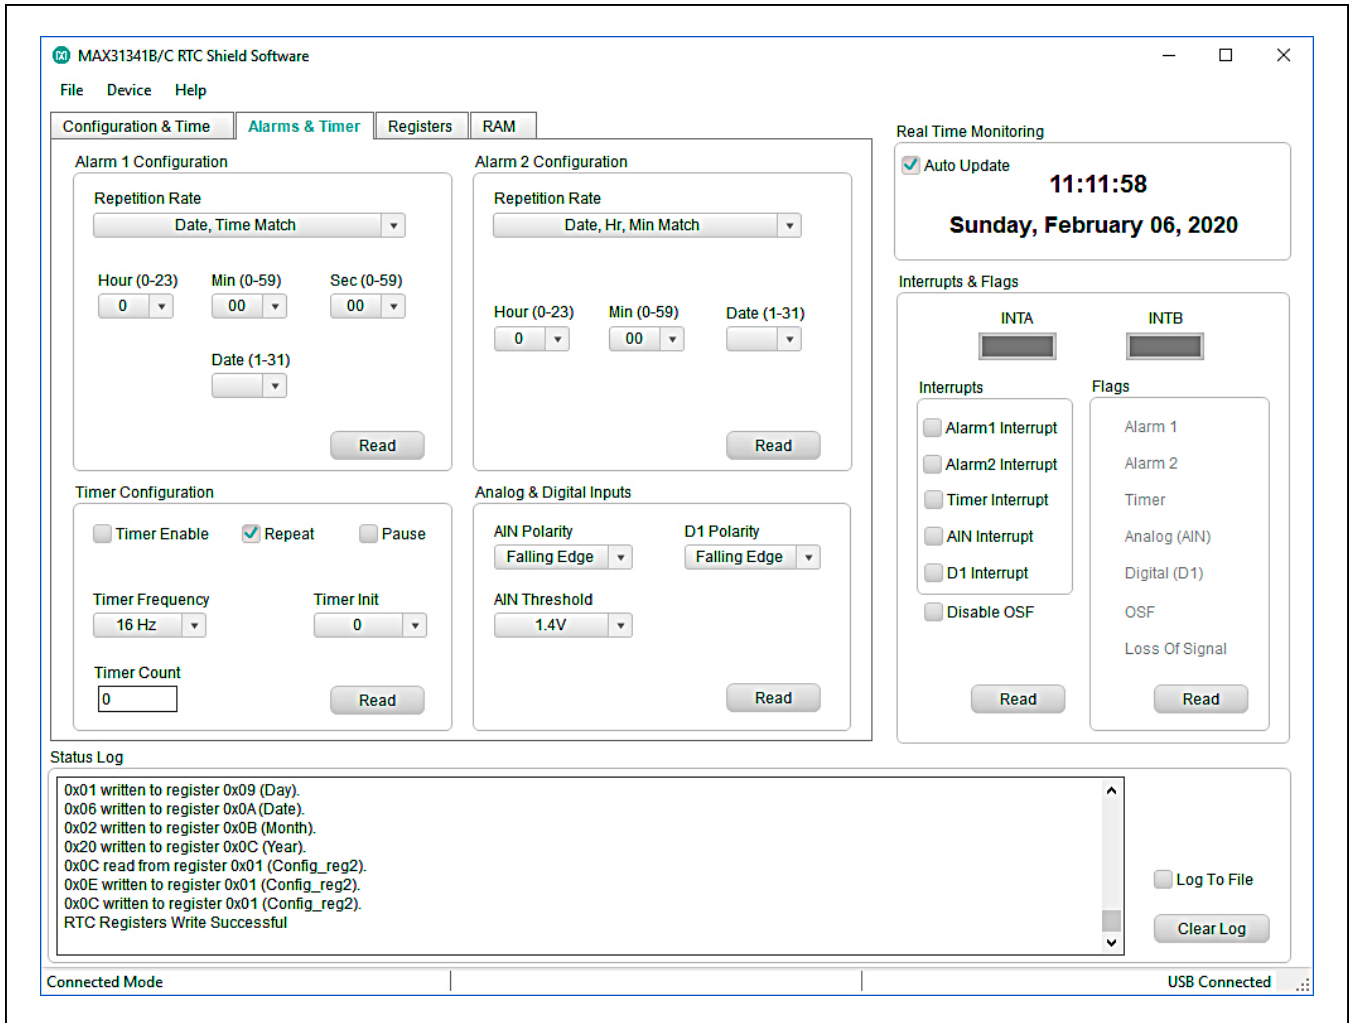 MAX31341B/C RTC Shield Software
File Device Help
Configuration & Time Alarms & Timer Registers RAM
Alarm 1 Configuration
Repetition Rate
Date, Time Match
Hour (0-23) Min (0-59) Sec (0-59)
0 00 00
Date (1-31)
Read
Alarm 2 Configuration
Repetition Rate
Date, Hr, Min Match
Hour (0-23) Min (0-59) Date (1-31)
0 00
Read
Timer Configuration
Timer Enable Repeat Pause
Timer Frequency Timer Init
16 Hz 0
Timer Count
0
Read
Analog & Digital Inputs
AIN Polarity D1 Polarity
Falling Edge Falling Edge
AIN Threshold
1.4V
Read
Real Time Monitoring
Auto Update
11:11:58
Sunday, February 06, 2020
Interrupts & Flags
INTA INTB
Interrupts
Alarm1 Interrupt
Alarm2 Interrupt
Timer Interrupt
AIN Interrupt
D1 Interrupt
Disable OSF
Read
Flags
Alarm 1
Alarm 2
Timer
Analog (AIN)
Digital (D1)
OSF
Loss Of Signal
Read
Status Log
0x01 written to register 0x09 (Day).
0x06 written to register 0x0A (Date).
0x02 written to register 0x0B (Month).
0x20 written to register 0x0C (Year).
0x0C read from register 0x01 (Config_reg2).
0x0E written to register 0x01 (Config_reg2).
0x0C written to register 0x01 (Config_reg2).
RTC Registers Write Successful
Log To File
Clear Log
Connected Mode USB Connected